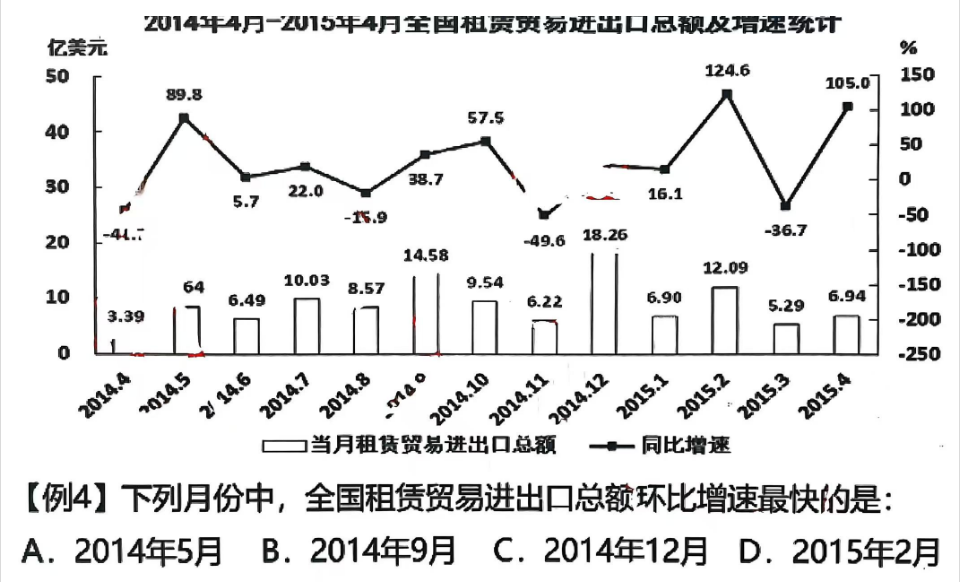 2014年4月-2015年4月全国租赁贸易进出口总额及增速统计
亿美元 %
50 150
40 100
30 50
20 0
10 -50
0 -100
-150
-200
-250
89.8 5.7 22.0 38.7 57.5 -49.6 16.1 124.6 -36.7 105.0
3.39 64 6.49 10.03 8.57 14.58 9.54 6.22 18.26 6.90 12.09 5.29 6.94
2014.4 2014.5 14.6 2014.7 2014.8 2014.10 2014.11 2014.12 2015.1 2015.2 2015.3 2015.4
当月租赁贸易进出口总额 同比增速
【例4】下列月份中，全国租赁贸易进出口总额环比增速最快的是：
A．2014年5月 B．2014年9月 C．2014年12月 D．2015年2月